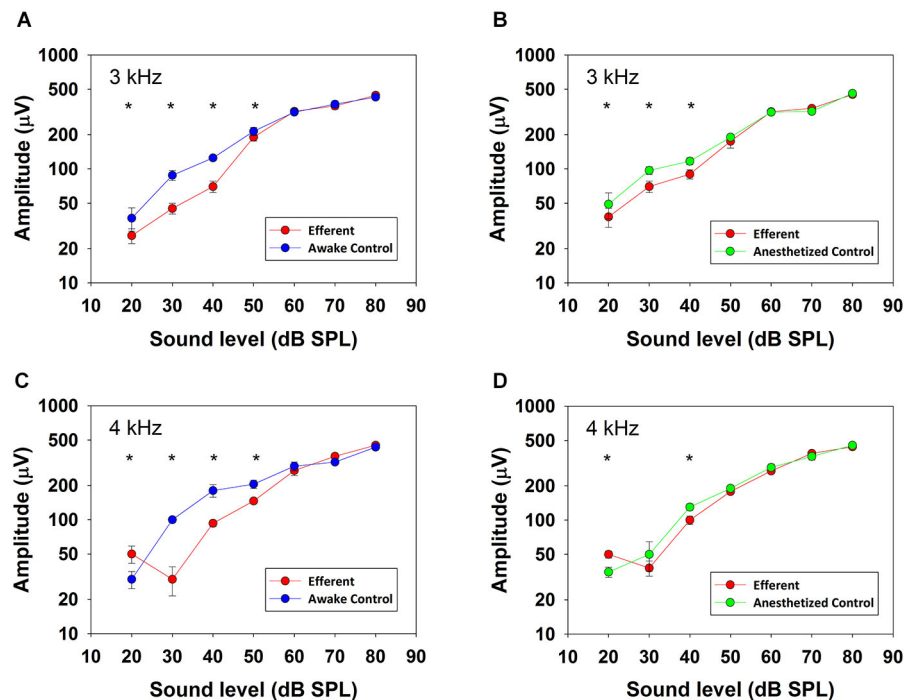 A
3 kHz
* * * *
1000
500
200
100
50
20
10
Amplitude (μV)
Efferent
Awake Control
10 20 30 40 50 60 70 80 90
Sound level (dB SPL)
B
3 kHz
* * *
1000
500
200
100
50
20
10
Amplitude (μV)
Efferent
Anesthetized Control
10 20 30 40 50 60 70 80 90
Sound level (dB SPL)
C
4 kHz
* * * *
1000
500
200
100
50
20
10
Amplitude (μV)
Efferent
Awake Control
10 20 30 40 50 60 70 80 90
Sound level (dB SPL)
D
4 kHz
* *
1000
500
200
100
50
20
10
Amplitude (μV)
Efferent
Anesthetized Control
10 20 30 40 50 60 70 80 90
Sound level (dB SPL)